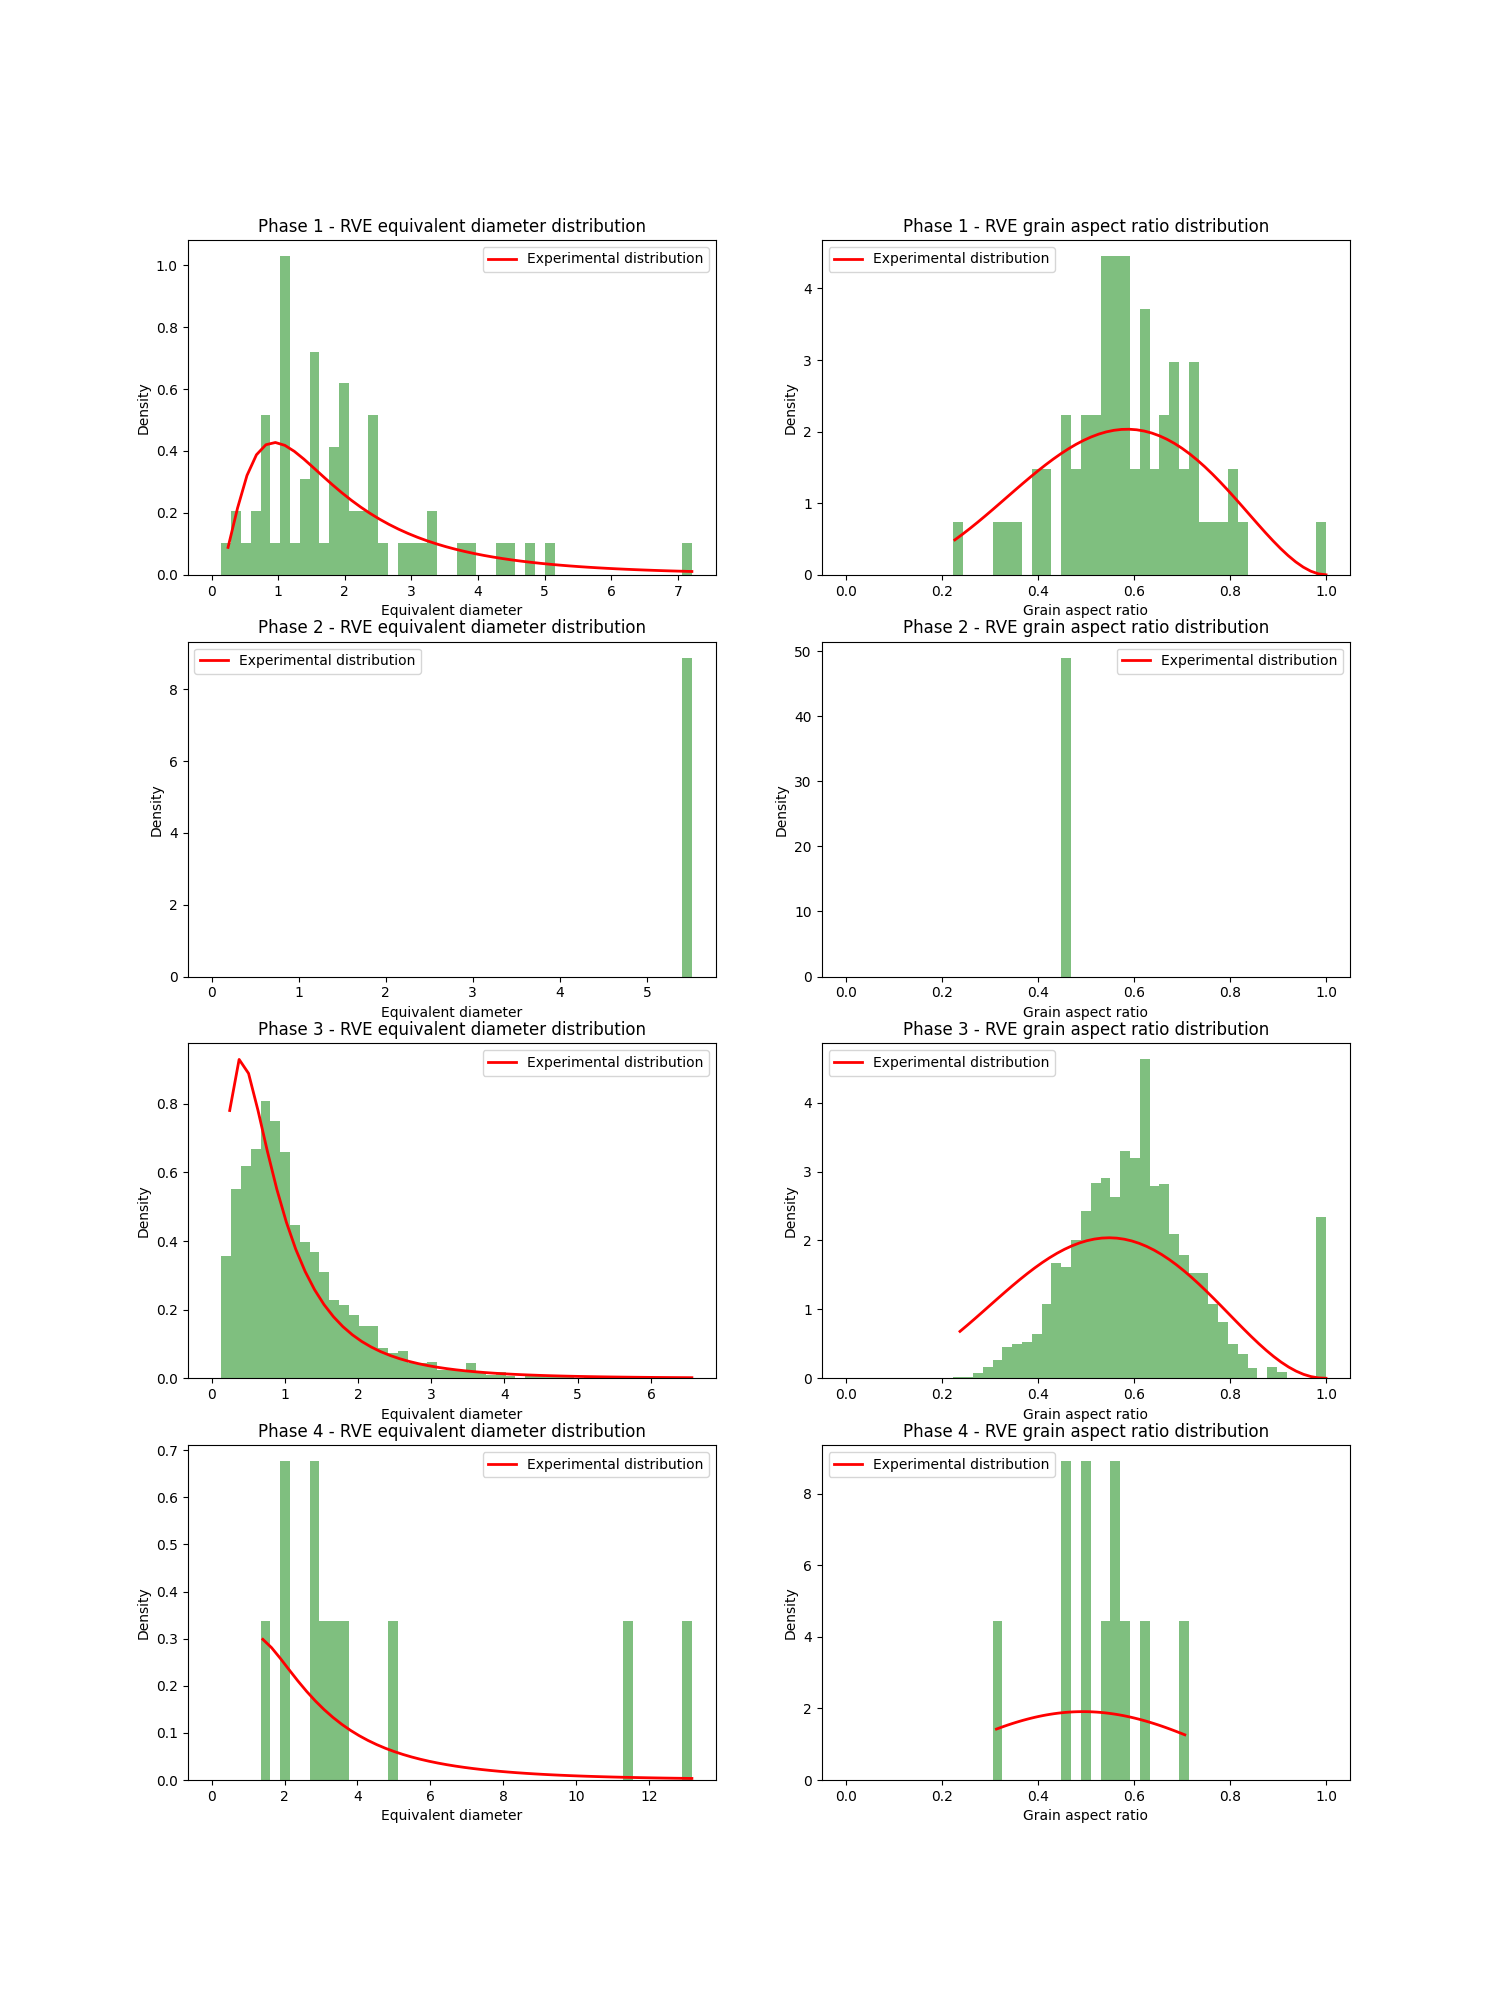 Phase 1 - RVE equivalent diameter distribution
Experimental distribution
1.0
0.8
0.6
0.4
0.2
0.0
Density
0 1 2 3 4 5 6 7
Equivalent diameter
Phase 1 - RVE grain aspect ratio distribution
Experimental distribution
4
3
2
1
0
Density
0.0 0.2 0.4 0.6 0.8 1.0
Grain aspect ratio
Phase 2 - RVE equivalent diameter distribution
Experimental distribution
8
6
4
2
0
Density
0 1 2 3 4 5
Equivalent diameter
Phase 2 - RVE grain aspect ratio distribution
Experimental distribution
50
40
30
20
10
0
Density
0.0 0.2 0.4 0.6 0.8 1.0
Grain aspect ratio
Phase 3 - RVE equivalent diameter distribution
Experimental distribution
0.8
0.6
0.4
0.2
0.0
Density
0 1 2 3 4 5 6
Equivalent diameter
Phase 3 - RVE grain aspect ratio distribution
Experimental distribution
4
3
2
1
0
Density
0.0 0.2 0.4 0.6 0.8 1.0
Grain aspect ratio
Phase 4 - RVE equivalent diameter distribution
Experimental distribution
0.7
0.6
0.5
0.4
0.3
0.2
0.1
0.0
Density
0 2 4 6 8 10 12
Equivalent diameter
Phase 4 - RVE grain aspect ratio distribution
Experimental distribution
8
6
4
2
0
Density
0.0 0.2 0.4 0.6 0.8 1.0
Grain aspect ratio